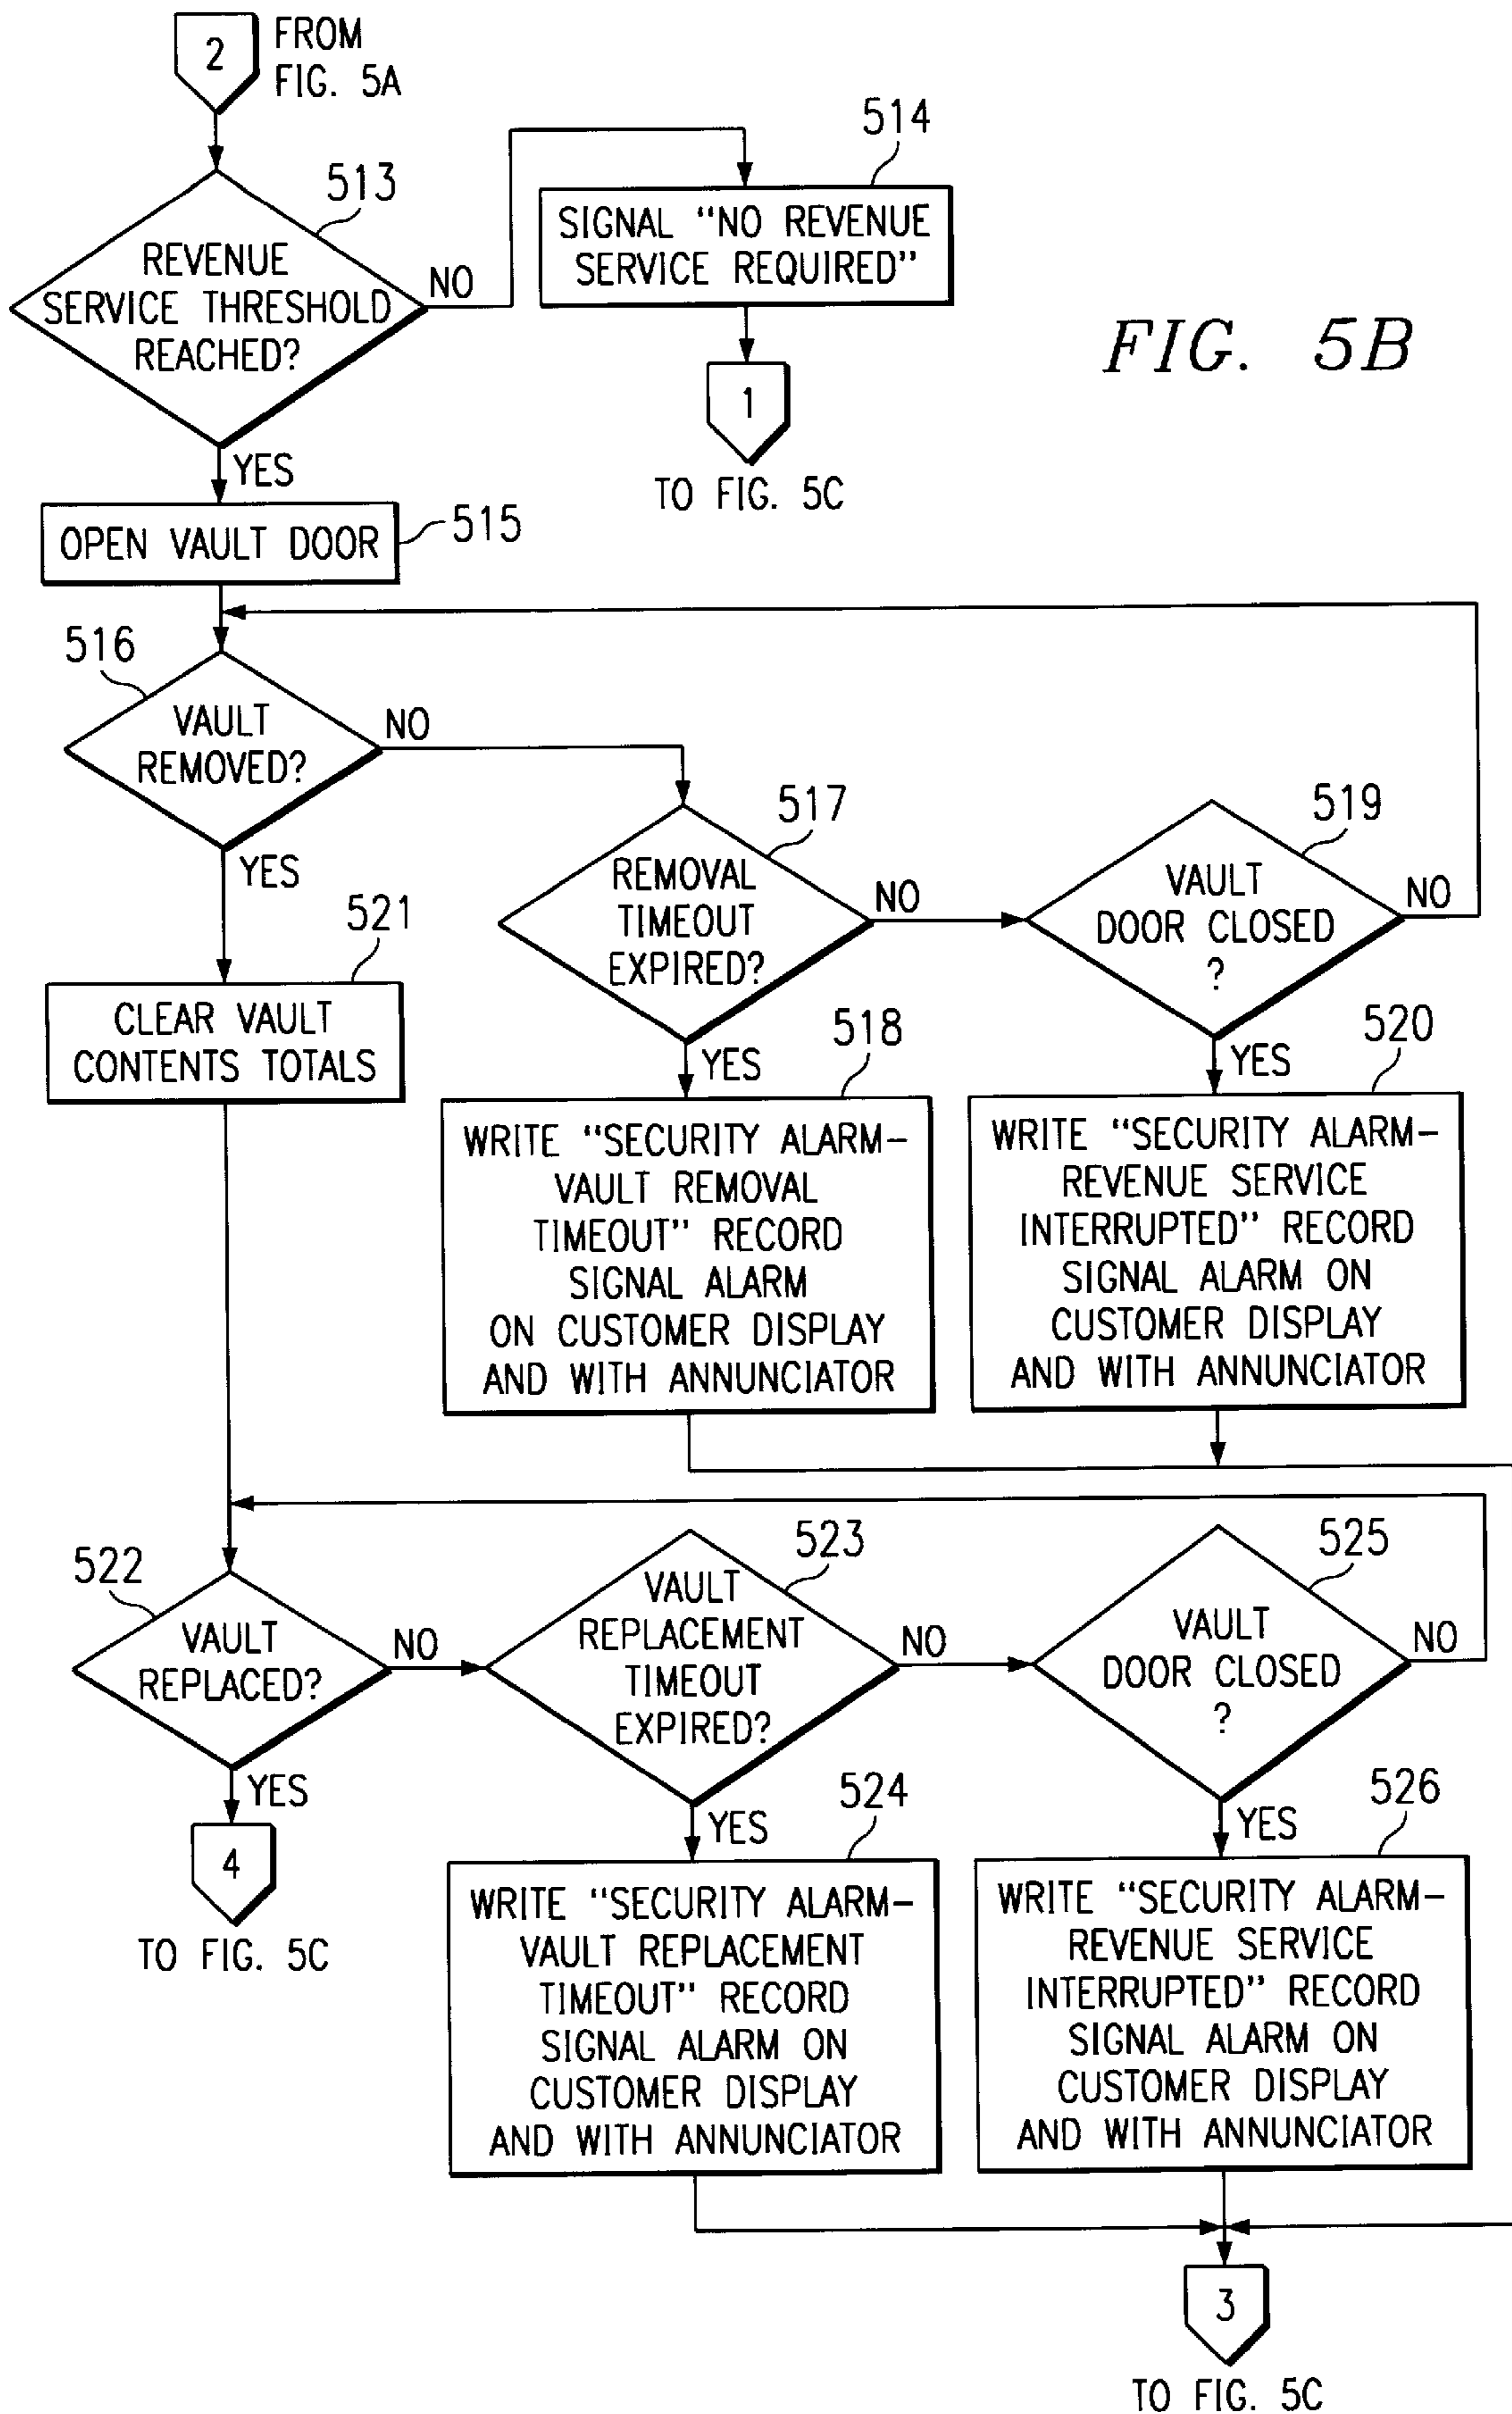 2
FROM
FIG. 5A
513
REVENUE
SERVICE THRESHOLD
REACHED?
NO
514
SIGNAL "NO REVENUE
SERVICE REQUIRED"
1
TO FIG. 5C
FIG. 5B
YES
OPEN VAULT DOOR
515
516
VAULT
REMOVED?
NO
YES
517
REMOVAL
TIMEOUT
EXPIRED?
NO
YES
519
VAULT
DOOR CLOSED
?
NO
YES
521
CLEAR VAULT
CONTENTS TOTALS
518
WRITE "SECURITY ALARM–
VAULT REMOVAL
TIMEOUT" RECORD
SIGNAL ALARM
ON CUSTOMER DISPLAY
AND WITH ANNUNCIATOR
520
WRITE "SECURITY ALARM–
REVENUE SERVICE
INTERRUPTED" RECORD
SIGNAL ALARM ON
CUSTOMER DISPLAY
AND WITH ANNUNCIATOR
522
VAULT
REPLACED?
NO
YES
4
TO FIG. 5C
523
VAULT
REPLACEMENT
TIMEOUT
EXPIRED?
NO
YES
525
VAULT
DOOR CLOSED
?
NO
YES
524
WRITE "SECURITY ALARM–
VAULT REPLACEMENT
TIMEOUT" RECORD
SIGNAL ALARM ON
CUSTOMER DISPLAY
AND WITH ANNUNCIATOR
526
WRITE "SECURITY ALARM–
REVENUE SERVICE
INTERRUPTED" RECORD
SIGNAL ALARM ON
CUSTOMER DISPLAY
AND WITH ANNUNCIATOR
3
TO FIG. 5C